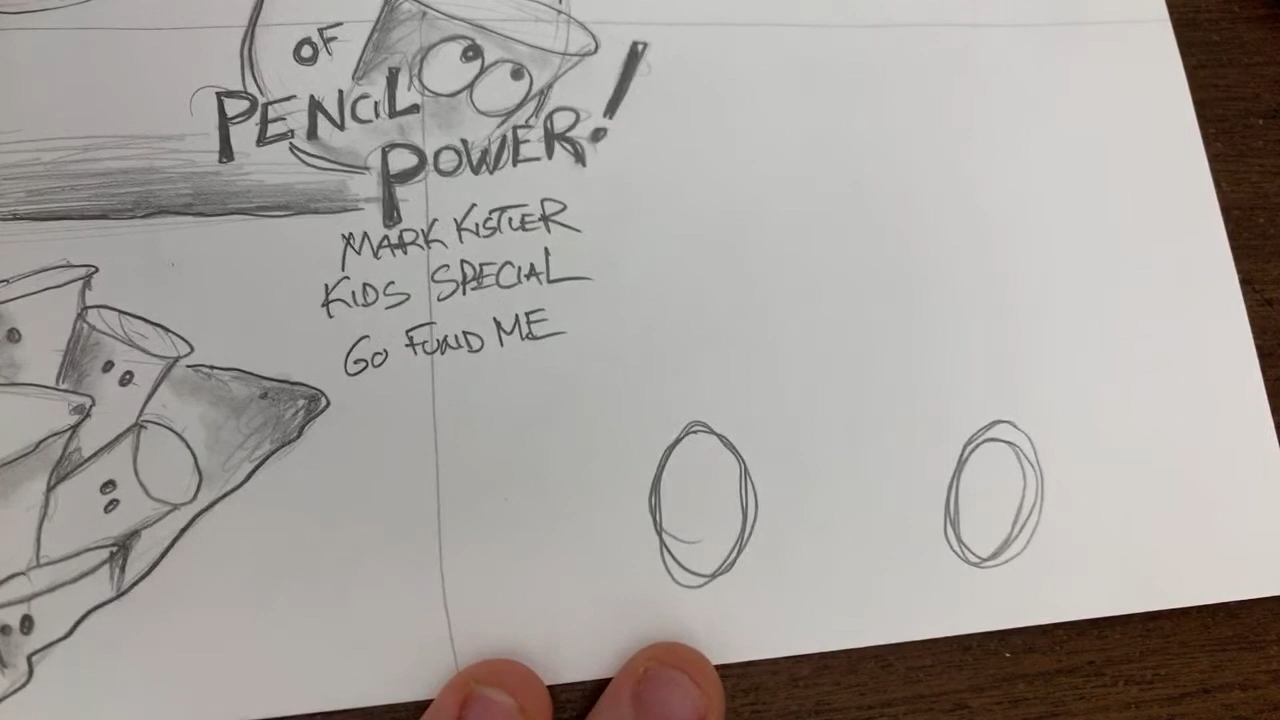 OF
PENCIL
POWER!
MARK KISTLER
KIDS SPECIAL
GO FUND ME